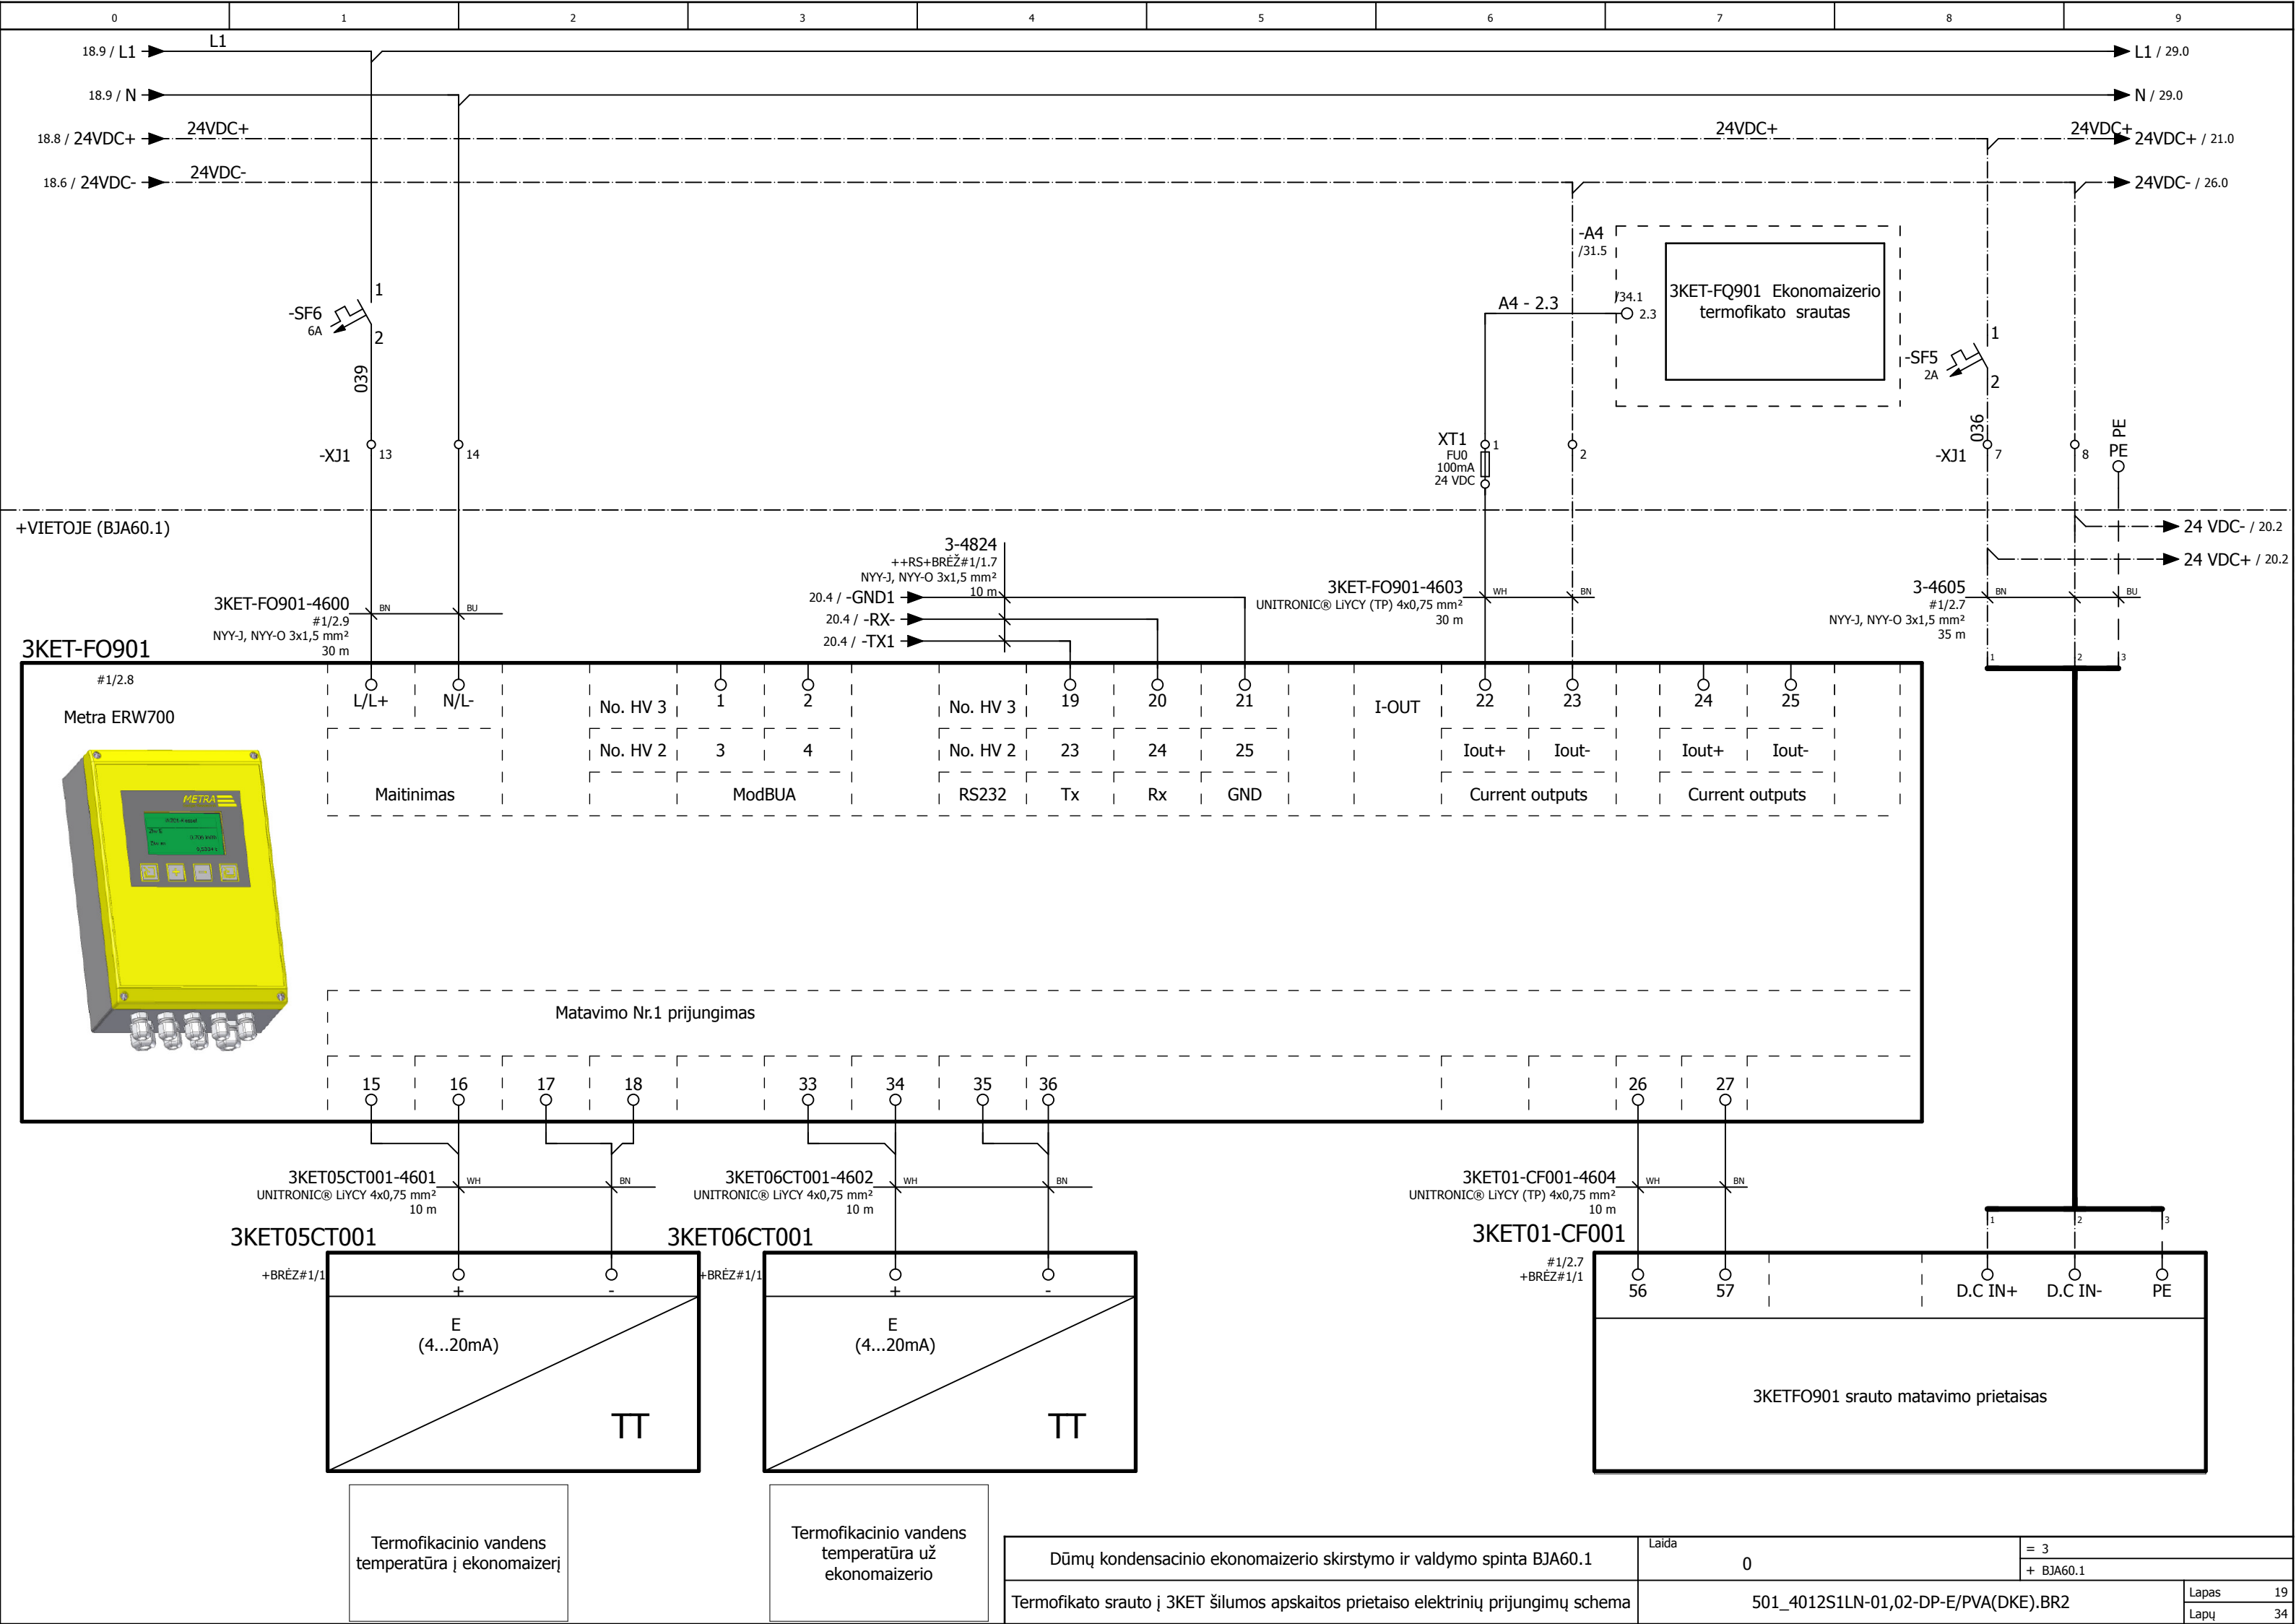 0 1 2 3 4 5 6 7 8 9
18.9 / L1
L1
L1 / 29.0
18.9 / N
N / 29.0
18.8 / 24VDC+
24VDC+
24VDC+
24VDC+
24VDC+ / 21.0
18.6 / 24VDC-
24VDC-
24VDC- / 26.0
-A4
/31.5
3KET-FQ901 Ekonomaizerio
termofikato srautas
A4 - 2.3
/34.1
2.3
-SF6
6A
1
2
039
-SF5
2A
1
2
036
-XJ1
13
14
XT1
FU0
100mA
24 VDC
1
2
-XJ1
7
8
PE
PE
+VIETOJE (BJA60.1)
24 VDC- / 20.2
24 VDC+ / 20.2
3-4824
++RS+BRĖŽ#1/1.7
NYY-J, NYY-O 3x1,5 mm²
10 m
20.4 / -GND1
20.4 / -RX-
20.4 / -TX1
3KET-FO901-4600
#1/2.9
NYY-J, NYY-O 3x1,5 mm²
30 m
BN
BU
3KET-FO901-4603
UNITRONIC® LiYCY (TP) 4x0,75 mm²
30 m
WH
BN
3-4605
#1/2.7
NYY-J, NYY-O 3x1,5 mm²
35 m
BN
BU
1
2
3
3KET-FO901
#1/2.8
Metra ERW700
METRA
L/L+ N/L- No. HV 3 1 2 No. HV 3 19 20 21 I-OUT 22 23 24 25
No. HV 2 3 4 No. HV 2 23 24 25 Iout+ Iout- Iout+ Iout-
Maitinimas ModBUA RS232 Tx Rx GND Current outputs Current outputs
Matavimo Nr.1 prijungimas
15 16 17 18 33 34 35 36 26 27
3KET05CT001-4601
UNITRONIC® LiYCY 4x0,75 mm²
10 m
WH
BN
3KET06CT001-4602
UNITRONIC® LiYCY 4x0,75 mm²
10 m
WH
BN
3KET01-CF001-4604
UNITRONIC® LiYCY (TP) 4x0,75 mm²
10 m
WH
BN
1
2
3
3KET05CT001
+BRĖZ#1/1
+
-
E
(4...20mA)
TT
3KET06CT001
+BRĖZ#1/1
+
-
E
(4...20mA)
TT
3KET01-CF001
#1/2.7
+BRĖZ#1/1
56 57 D.C IN+ D.C IN- PE
3KETFO901 srauto matavimo prietaisas
Termofikacinio vandens
temperatūra į ekonomaizerį
Termofikacinio vandens
temperatūra už
ekonomaizerio
Dūmų kondensacinio ekonomaizerio skirstymo ir valdymo spinta BJA60.1
Laida
0
= 3
+ BJA60.1
Termofikato srauto į 3KET šilumos apskaitos prietaiso elektrinių prijungimų schema
501_4012S1LN-01,02-DP-E/PVA(DKE).BR2
Lapas 19
Lapų 34